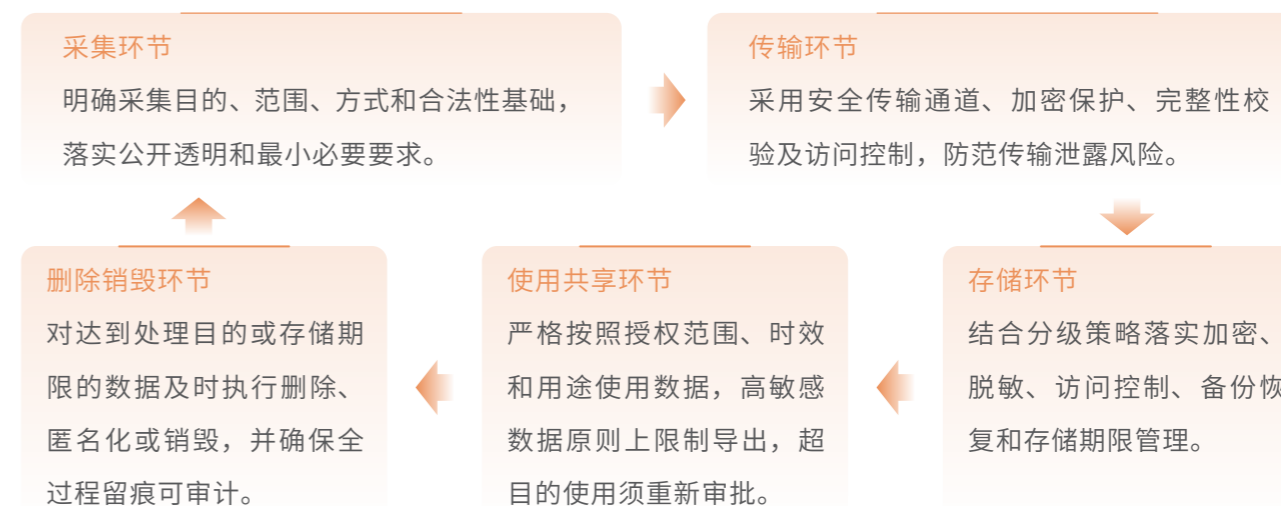 采集环节
明确采集目的、范围、方式和合法性基础，
落实公开透明和最小必要要求。
传输环节
采用安全传输通道、加密保护、完整性校
验及访问控制，防范传输泄露风险。
删除销毁环节
对达到处理目的或存储期
限的数据及时执行删除、
匿名化或销毁，并确保全
过程留痕可审计。
使用共享环节
严格按照授权范围、时效
和用途使用数据，高敏感
数据原则上限制导出，超
目的使用须重新审批。
存储环节
结合分级策略落实加密、
脱敏、访问控制、备份恢
复和存储期限管理。